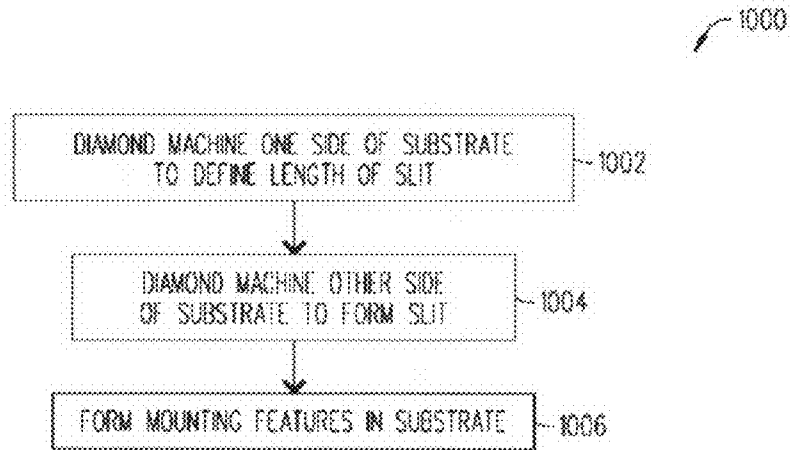 1000
DIAMOND MACHINE ONE SIDE OF SUBSTRATE
TO DEFINE LENGTH OF SLIT
1002
DIAMOND MACHINE OTHER SIDE
OF SUBSTRATE TO FORM SLIT
1004
FORM MOUNTING FEATURES IN SUBSTRATE
1006